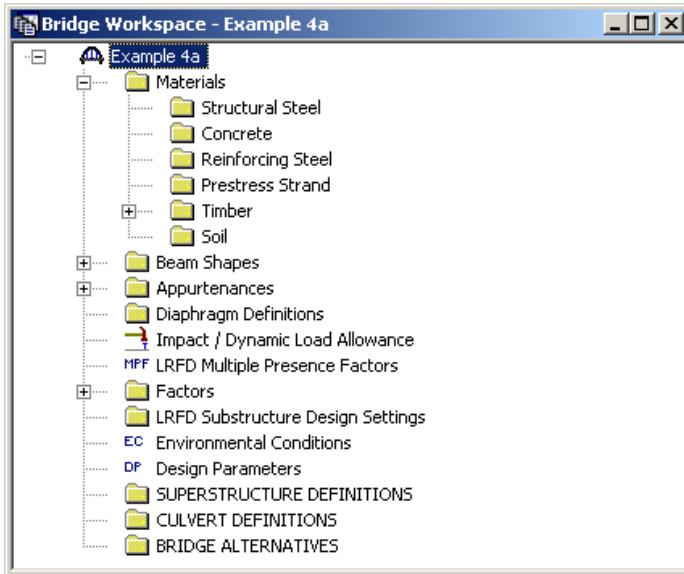 Bridge Workspace - Example 4a
Example 4a
Materials
Structural Steel
Concrete
Reinforcing Steel
Prestress Strand
Timber
Soil
Beam Shapes
Appurtenances
Diaphragm Definitions
Impact / Dynamic Load Allowance
MPF LRFD Multiple Presence Factors
Factors
LRFD Substructure Design Settings
EC Environmental Conditions
DP Design Parameters
SUPERSTRUCTURE DEFINITIONS
CULVERT DEFINITIONS
BRIDGE ALTERNATIVES